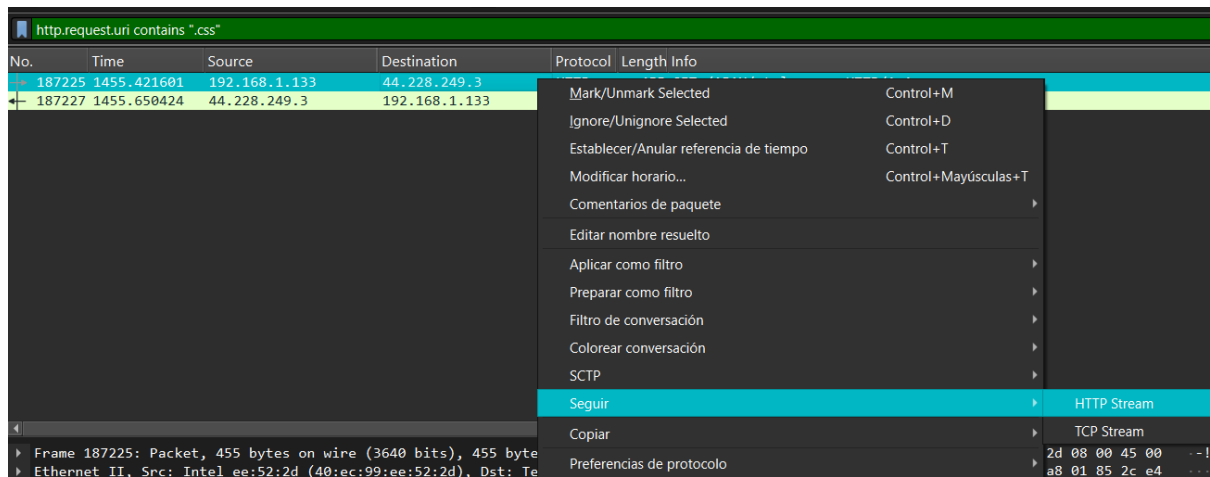 http.request.uri contains ".css"
No. Time Source Destination Protocol Length Info
187225 1455.421601 192.168.1.133 44.228.249.3
187227 1455.650424 44.228.249.3 192.168.1.133
Mark/Unmark Selected Control+M
Ignore/Unignore Selected Control+D
Establecer/Anular referencia de tiempo Control+T
Modificar horario... Control+Mayúsculas+T
Comentarios de paquete
Editar nombre resuelto
Aplicar como filtro
Preparar como filtro
Filtro de conversación
Colorear conversación
SCTP
Seguir HTTP Stream
Copiar TCP Stream
Preferencias de protocolo
Frame 187225: Packet, 455 bytes on wire (3640 bits), 455 byte 2d 08 00 45 00 ·-!
Ethernet II, Src: Intel ee:52:2d (40:ec:99:ee:52:2d), Dst: Te a8 01 85 2c e4 ···